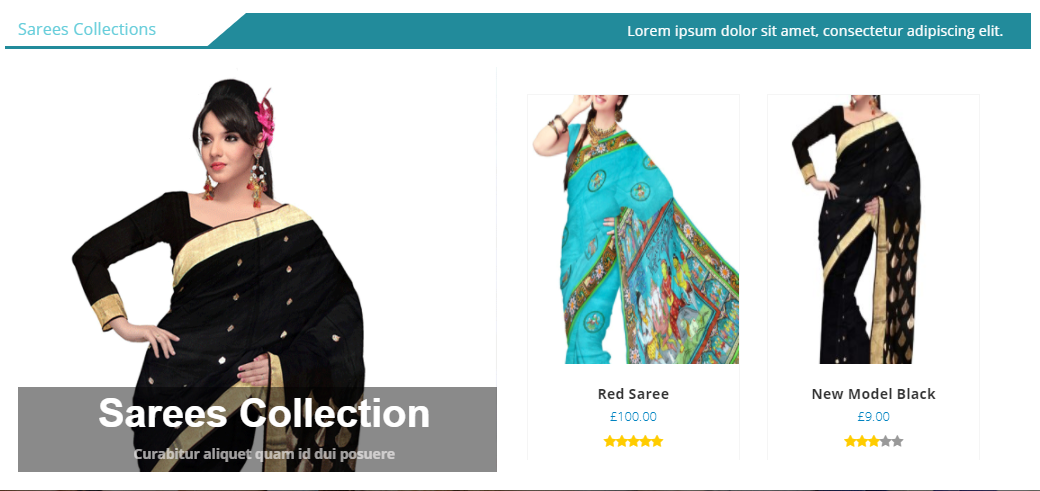 Sarees Collections
Lorem ipsum dolor sit amet, consectetur adipiscing elit.
Sarees Collection
Curabitur aliquet quam id dui posuere
Red Saree
£100.00
New Model Black
£9.00